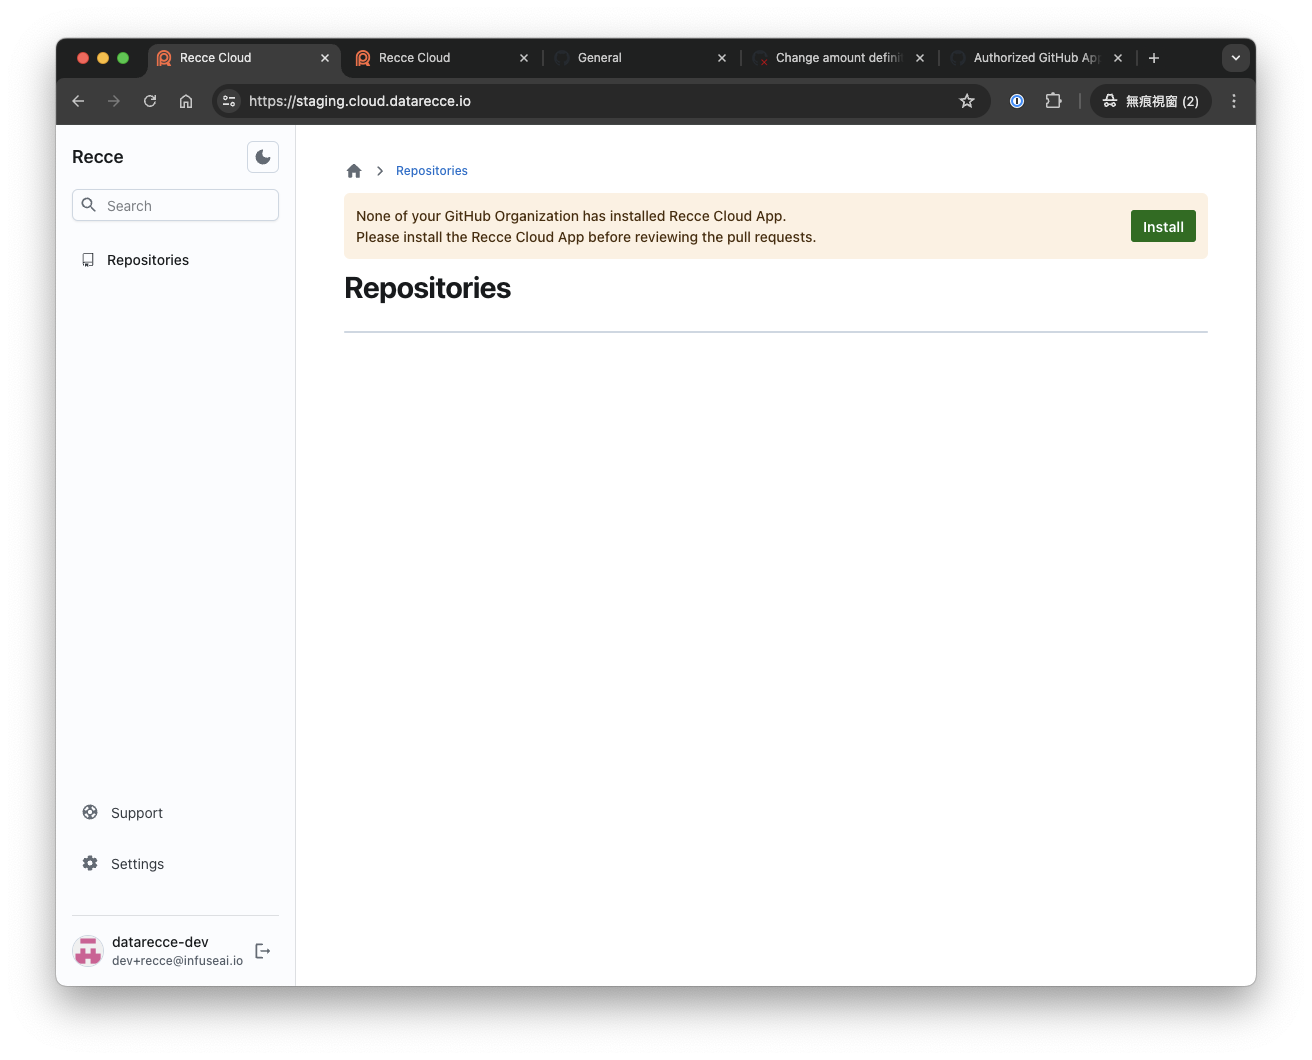 Recce Cloud
Recce Cloud
General
Change amount defini
Authorized GitHub Ap
https://staging.cloud.datarecce.io
無痕視窗 (2)
Recce
Search
Repositories
Support
Settings
datarecce-dev
dev+recce@infuseai.io
Repositories
None of your GitHub Organization has installed Recce Cloud App.
Please install the Recce Cloud App before reviewing the pull requests.
Install
Repositories